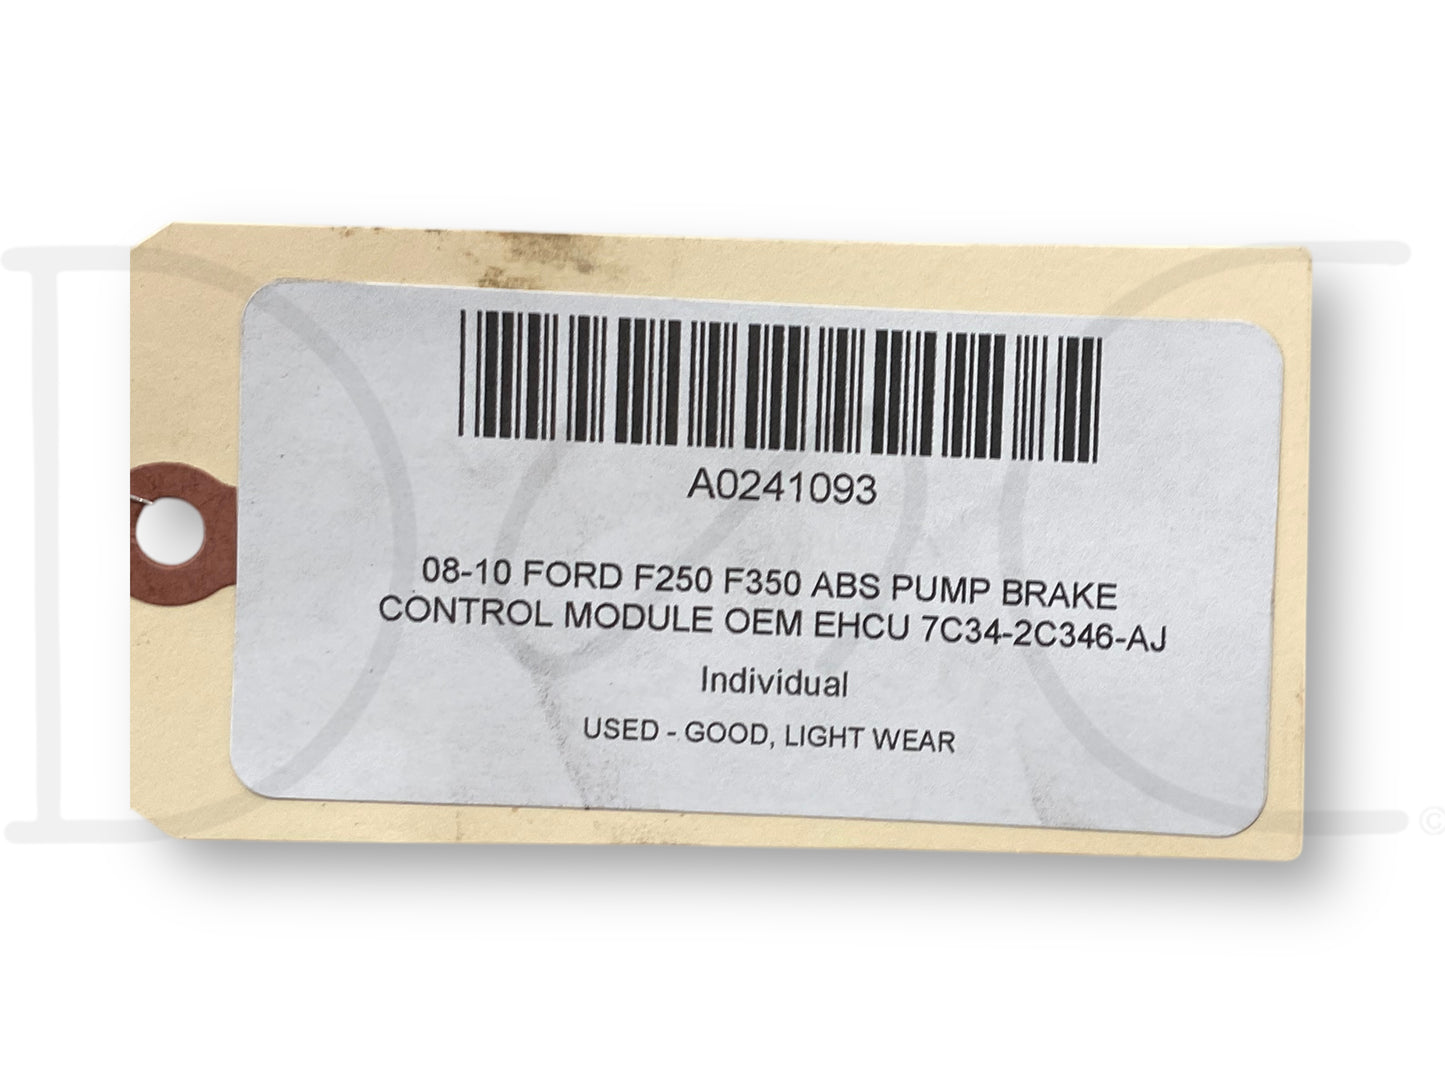 A0241093
08-10 FORD F250 F350 ABS PUMP BRAKE
CONTROL MODULE OEM EHCU 7C34-2C346-AJ
Individual
USED - GOOD, LIGHT WEAR
©